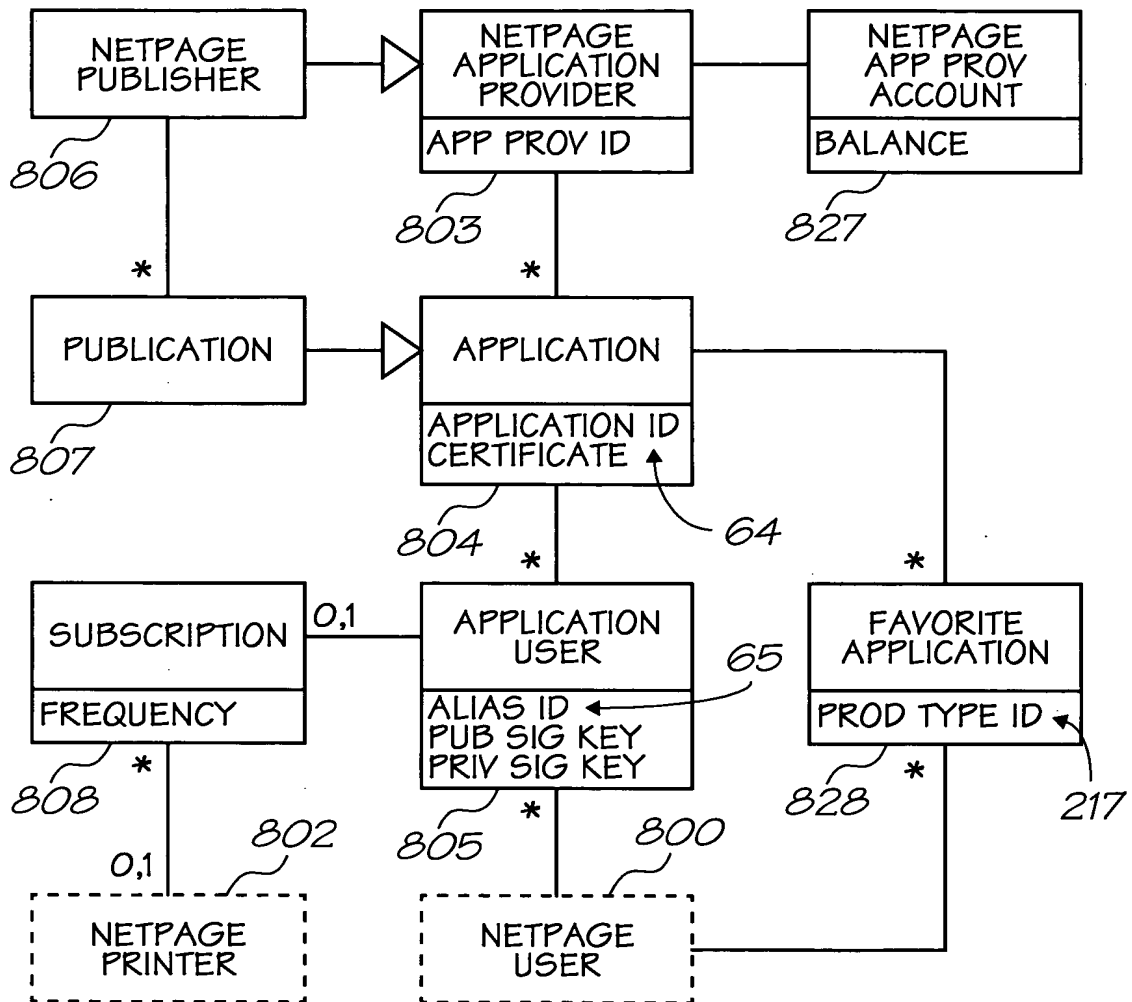 NETPAGE
PUBLISHER
NETPAGE
APPLICATION
PROVIDER
APP PROV ID
NETPAGE
APP PROV
ACCOUNT
BALANCE
806
803
827
*
*
PUBLICATION
APPLICATION
APPLICATION ID
CERTIFICATE
807
804
64
*
*
SUBSCRIPTION
FREQUENCY
0,1
APPLICATION
USER
ALIAS ID
PUB SIG KEY
PRIV SIG KEY
65
FAVORITE
APPLICATION
PROD TYPE ID
808
*
805
*
828
*
217
802
800
0,1
NETPAGE
PRINTER
NETPAGE
USER